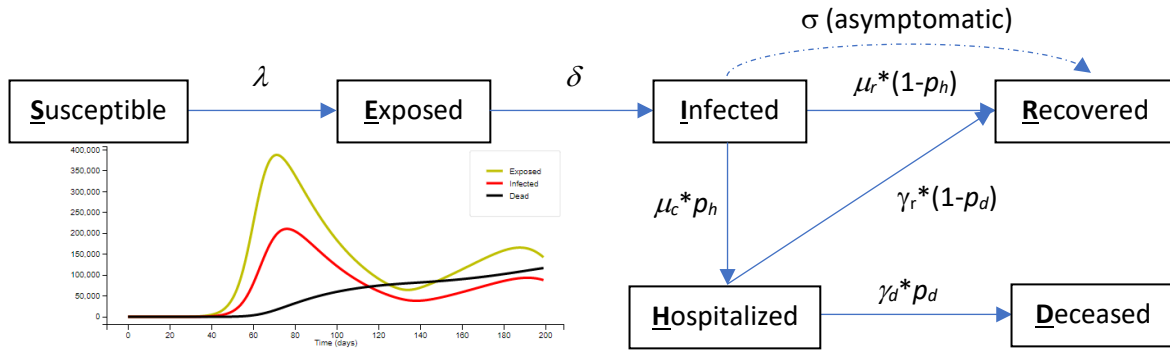 σ (asymptomatic)
λ
δ
μr*(1-ph)
Susceptible
Exposed
Infected
Recovered
400,000
350,000
300,000
250,000
200,000
150,000
100,000
50,000
0
Exposed
Infected
Dead
μc*ph
γr*(1-pd)
γd*pd
Hospitalized
Deceased
0 20 40 60 80 100 120 140 160 180 200
Time (days)